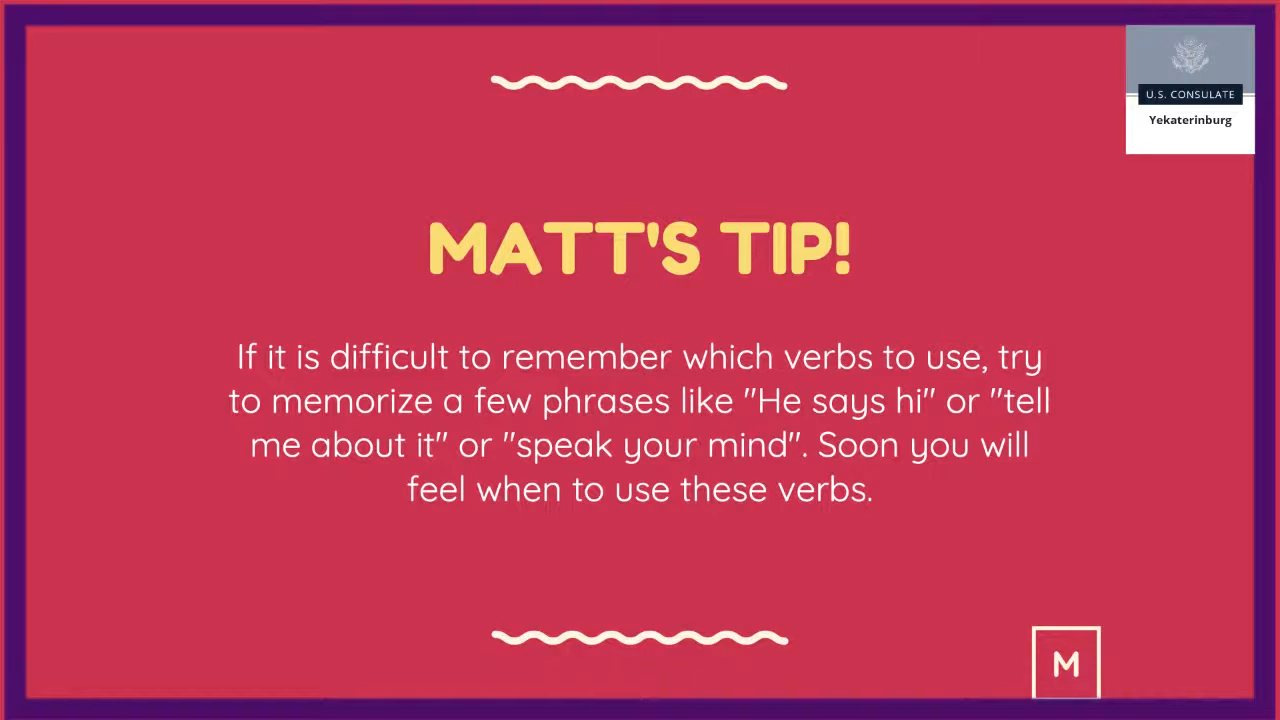 U.S. CONSULATE
Yekaterinburg
MATT'S TIP!
If it is difficult to remember which verbs to use, try
to memorize a few phrases like "He says hi" or "tell
me about it" or "speak your mind". Soon you will
feel when to use these verbs.
M